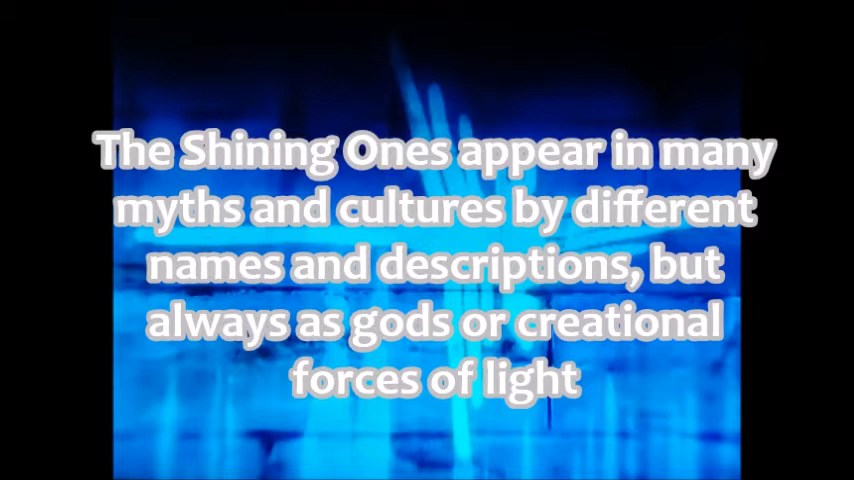 The Shining Ones appear in many
myths and cultures by different
names and descriptions, but
always as gods or creational
forces of light